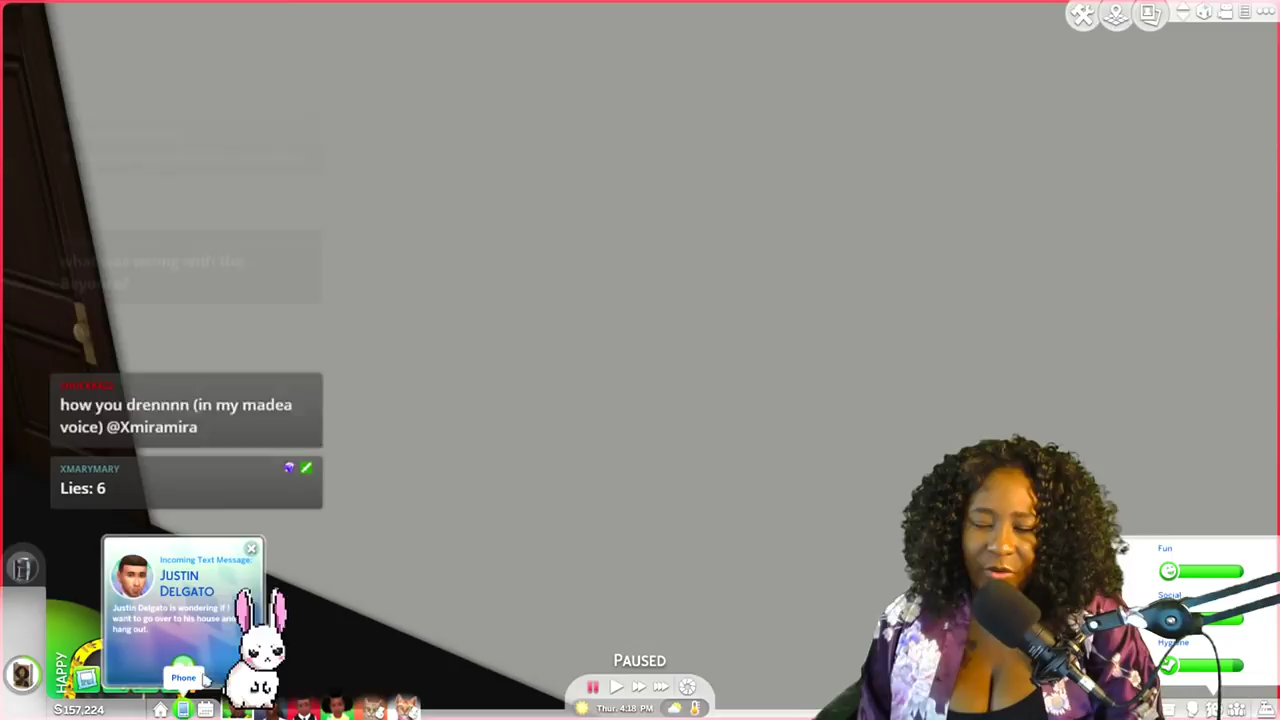 how you drennnn (in my madea
voice) @Xmiramira
XMARYMARY
Lies: 6
Incoming Text Message:
JUSTIN
DELGATO
Justin Delgato is wondering if I
want to go over to his house and
hang out.
Phone
HAPPY
$157,224
PAUSED
Thur. 4:18 PM
Fun
Social
Hygiene